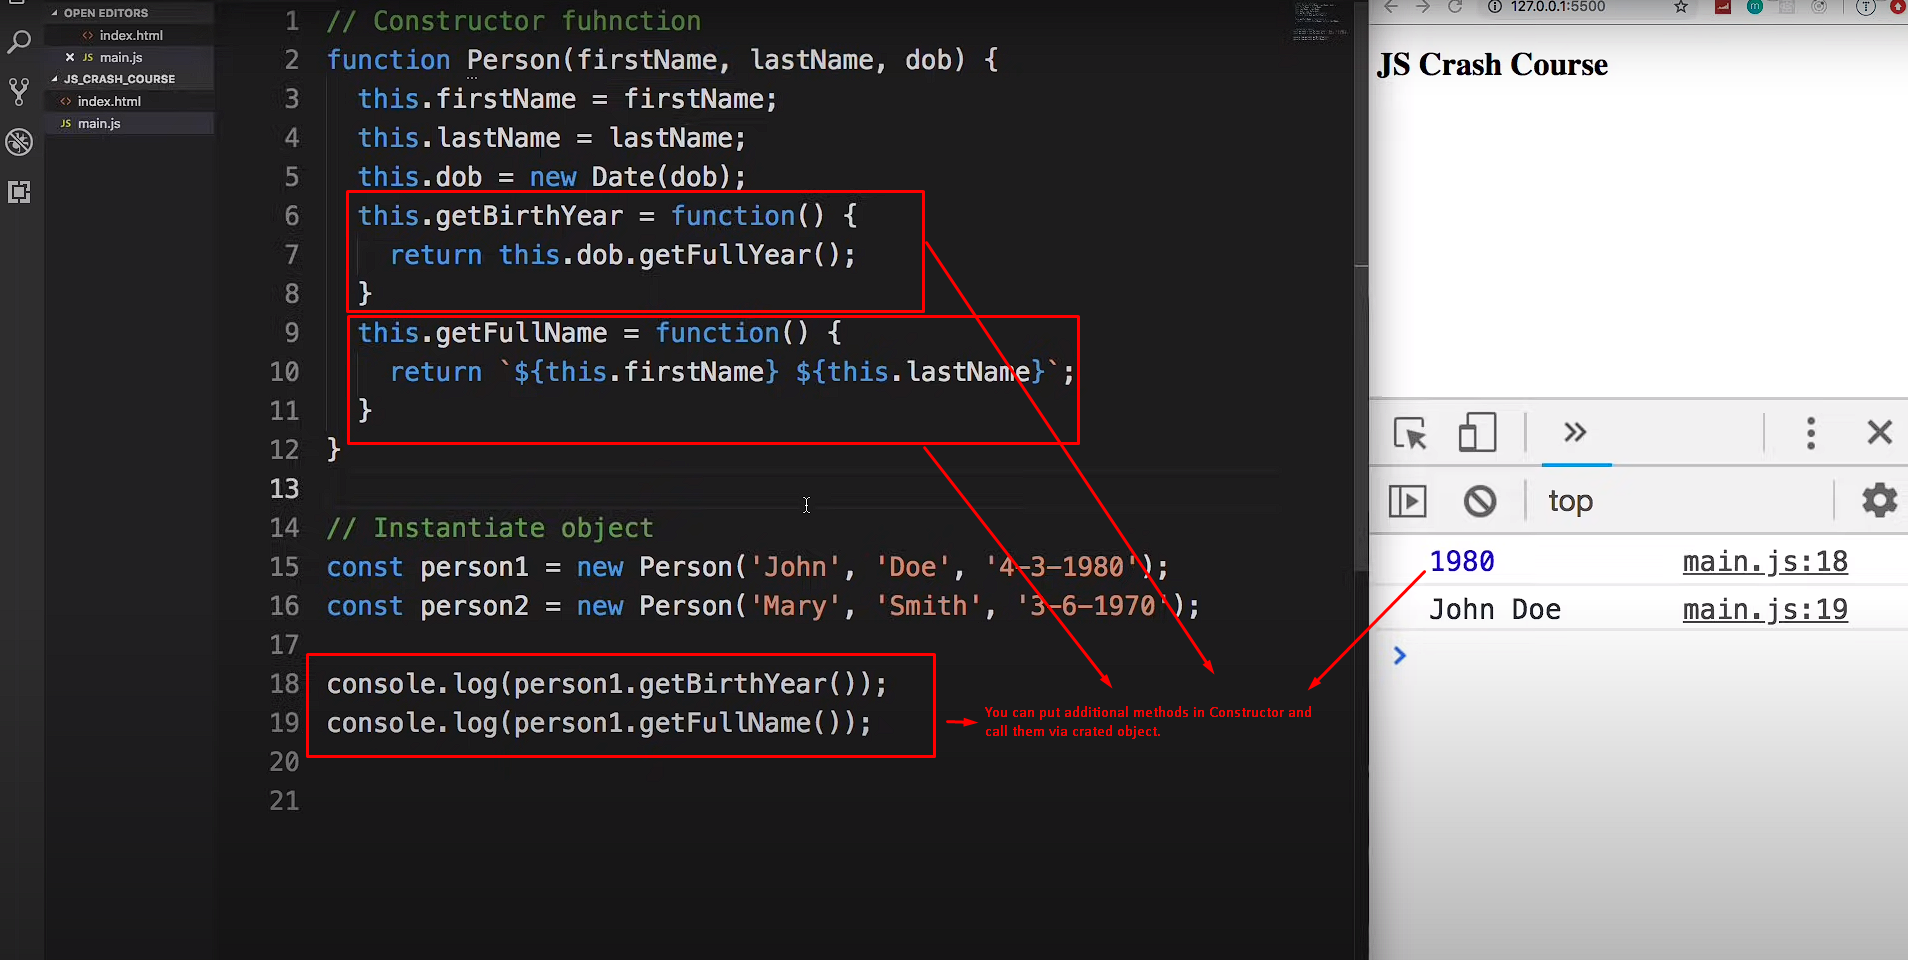 OPEN EDITORS
<> index.html
× JS main.js
JS_CRASH_COURSE
<> index.html
JS main.js
1 // Constructor fuhnction
2 function Person(firstName, lastName, dob) {
3 this.firstName = firstName;
4 this.lastName = lastName;
5 this.dob = new Date(dob);
6 this.getBirthYear = function() {
7 return this.dob.getFullYear();
8 }
9 this.getFullName = function() {
10 return `${this.firstName} ${this.lastName}`;
11 }
12 }
13
14 // Instantiate object
15 const person1 = new Person('John', 'Doe', '4-3-1980');
16 const person2 = new Person('Mary', 'Smith', '3-6-1970');
17
18 console.log(person1.getBirthYear());
19 console.log(person1.getFullName());
20
21
You can put additional methods in Constructor and
call them via crated object.
127.0.0.1:5500
JS Crash Course
top
1980 main.js:18
John Doe main.js:19